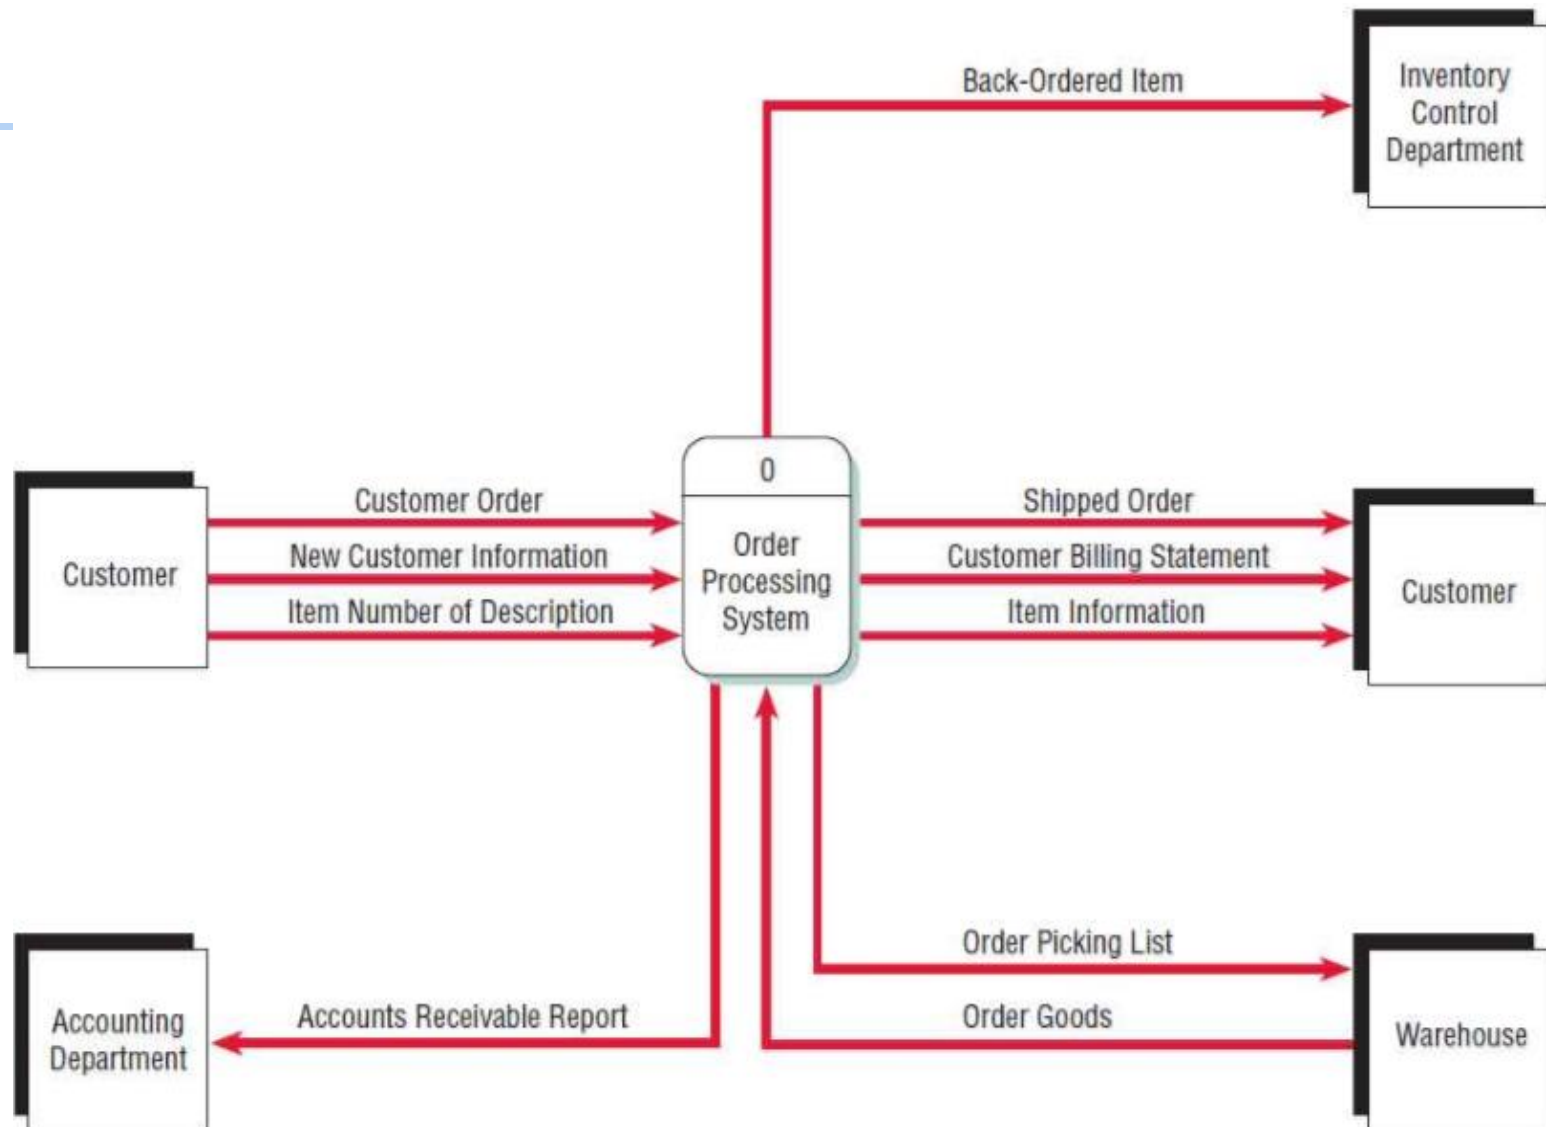 Back-Ordered Item
Inventory
Control
Department
0
Order
Processing
System
Customer
Customer Order
New Customer Information
Item Number of Description
Shipped Order
Customer Billing Statement
Item Information
Customer
Accounting
Department
Accounts Receivable Report
Order Picking List
Order Goods
Warehouse